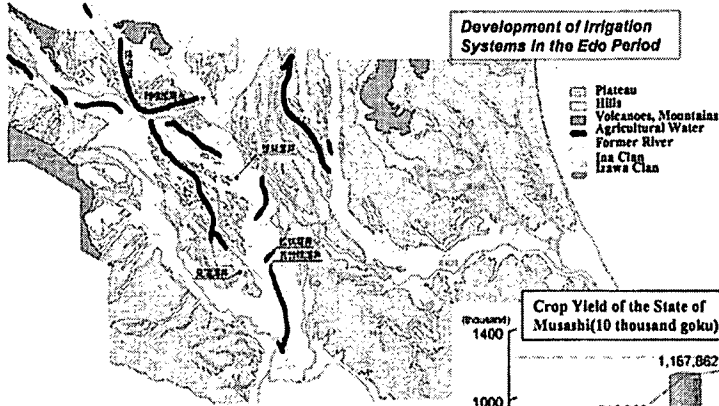 Development of Irrigation
Systems in the Edo Period
Plateau
Hills
Volcanoes, Mountains
Agricultural Water
Former River
Ina Clan
Izawa Clan
Crop Yield of the State of
Musashi(10 thousand goku)
(thousand)
1400
1,167,862
1000